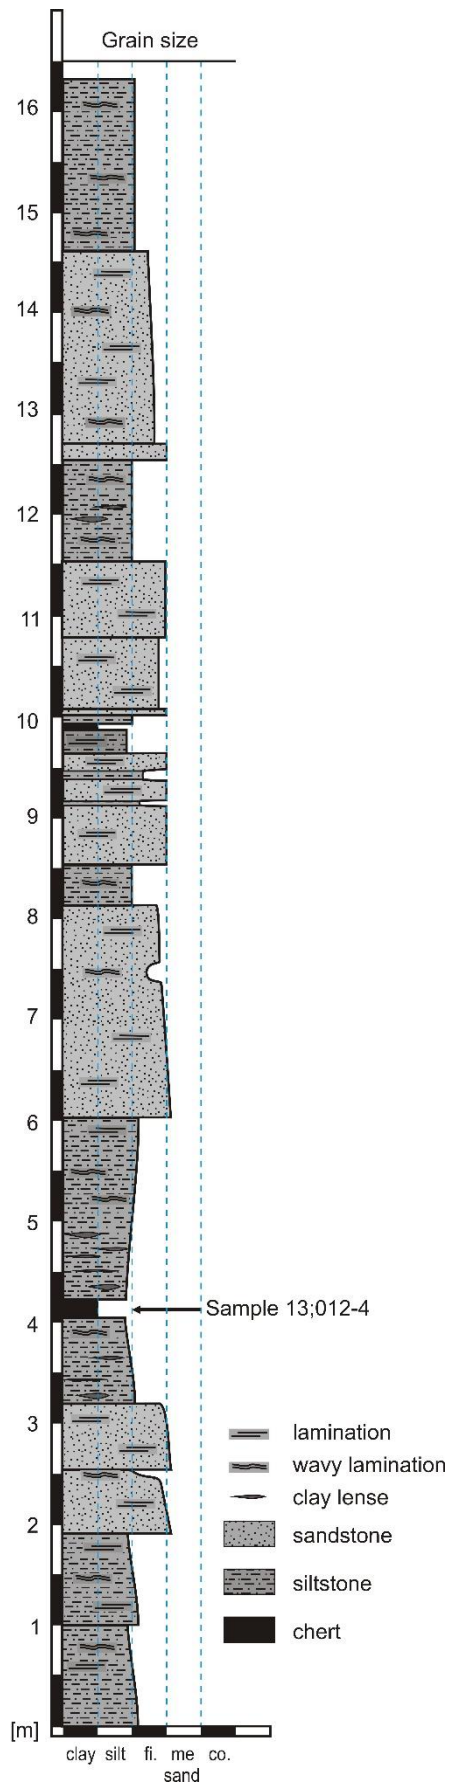 Grain size
16
15
14
13
12
11
10
9
8
7
6
5
Sample 13;012-4
4
3
lamination
wavy lamination
clay lense
2
sandstone
siltstone
1
chert
[m]
clay silt fi. me co.
sand